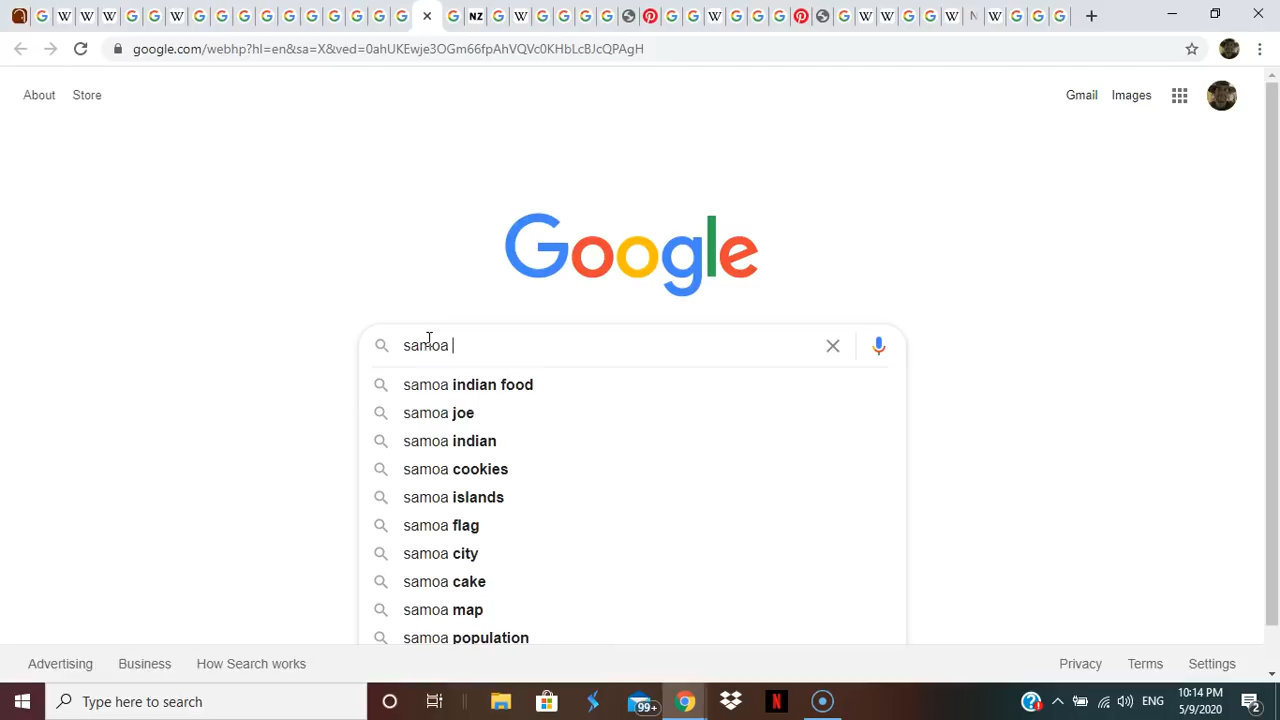 google.com/webhp?hl=en&sa=X&ved=0ahUKEwje3OGm66fpAhVQVc0KHbLcBJcQPAgH
About Store Gmail Images
Google
samoa
samoa indian food
samoa joe
samoa indian
samoa cookies
samoa islands
samoa flag
samoa city
samoa cake
samoa map
samoa population
Advertising Business How Search works Privacy Terms Settings
Type here to search
99+
N
ENG
10:14 PM
5/9/2020
2